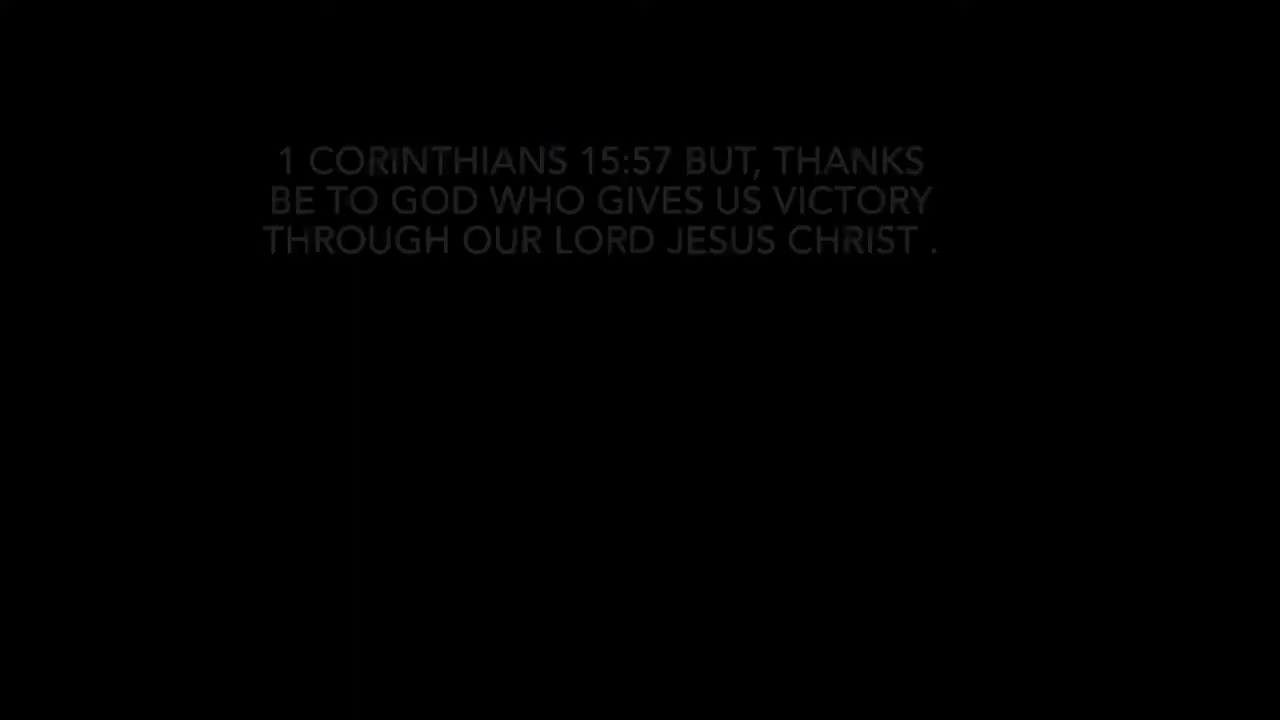 1 CORINTHIANS 15:57 BUT, THANKS
BE TO GOD WHO GIVES US VICTORY
THROUGH OUR LORD JESUS CHRIST .